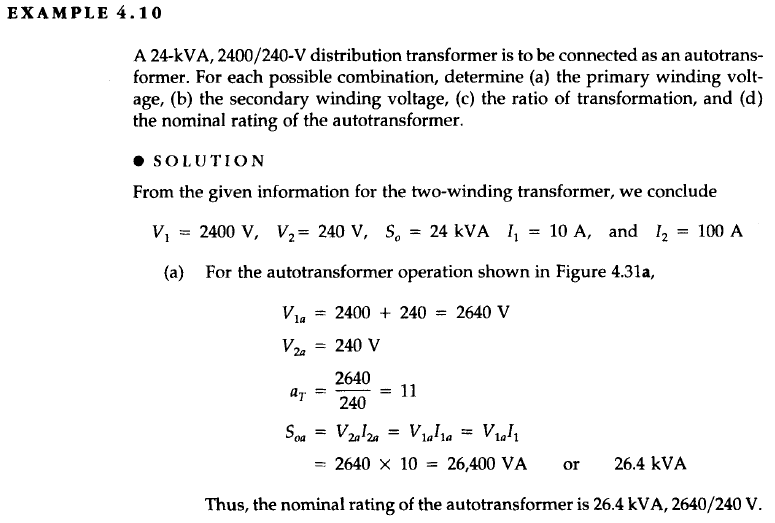 EXAMPLE 4.10
A 24-kVA, 2400/240-V distribution transformer is to be connected as an autotrans-
former. For each possible combination, determine (a) the primary winding volt-
age, (b) the secondary winding voltage, (c) the ratio of transformation, and (d)
the nominal rating of the autotransformer.
● SOLUTION
From the given information for the two-winding transformer, we conclude
V₁ = 2400 V, V₂ = 240 V, Sₒ = 24 kVA I₁ = 10 A, and I₂ = 100 A
(a) For the autotransformer operation shown in Figure 4.31a,
V₁ₐ = 2400 + 240 = 2640 V
V₂ₐ = 240 V
a_T = 2640/240 = 11
Sₒₐ = V₂ₐI₂ₐ = V₁ₐI₁ₐ = V₁ₐI₁
= 2640 × 10 = 26,400 VA or 26.4 kVA
Thus, the nominal rating of the autotransformer is 26.4 kVA, 2640/240 V.